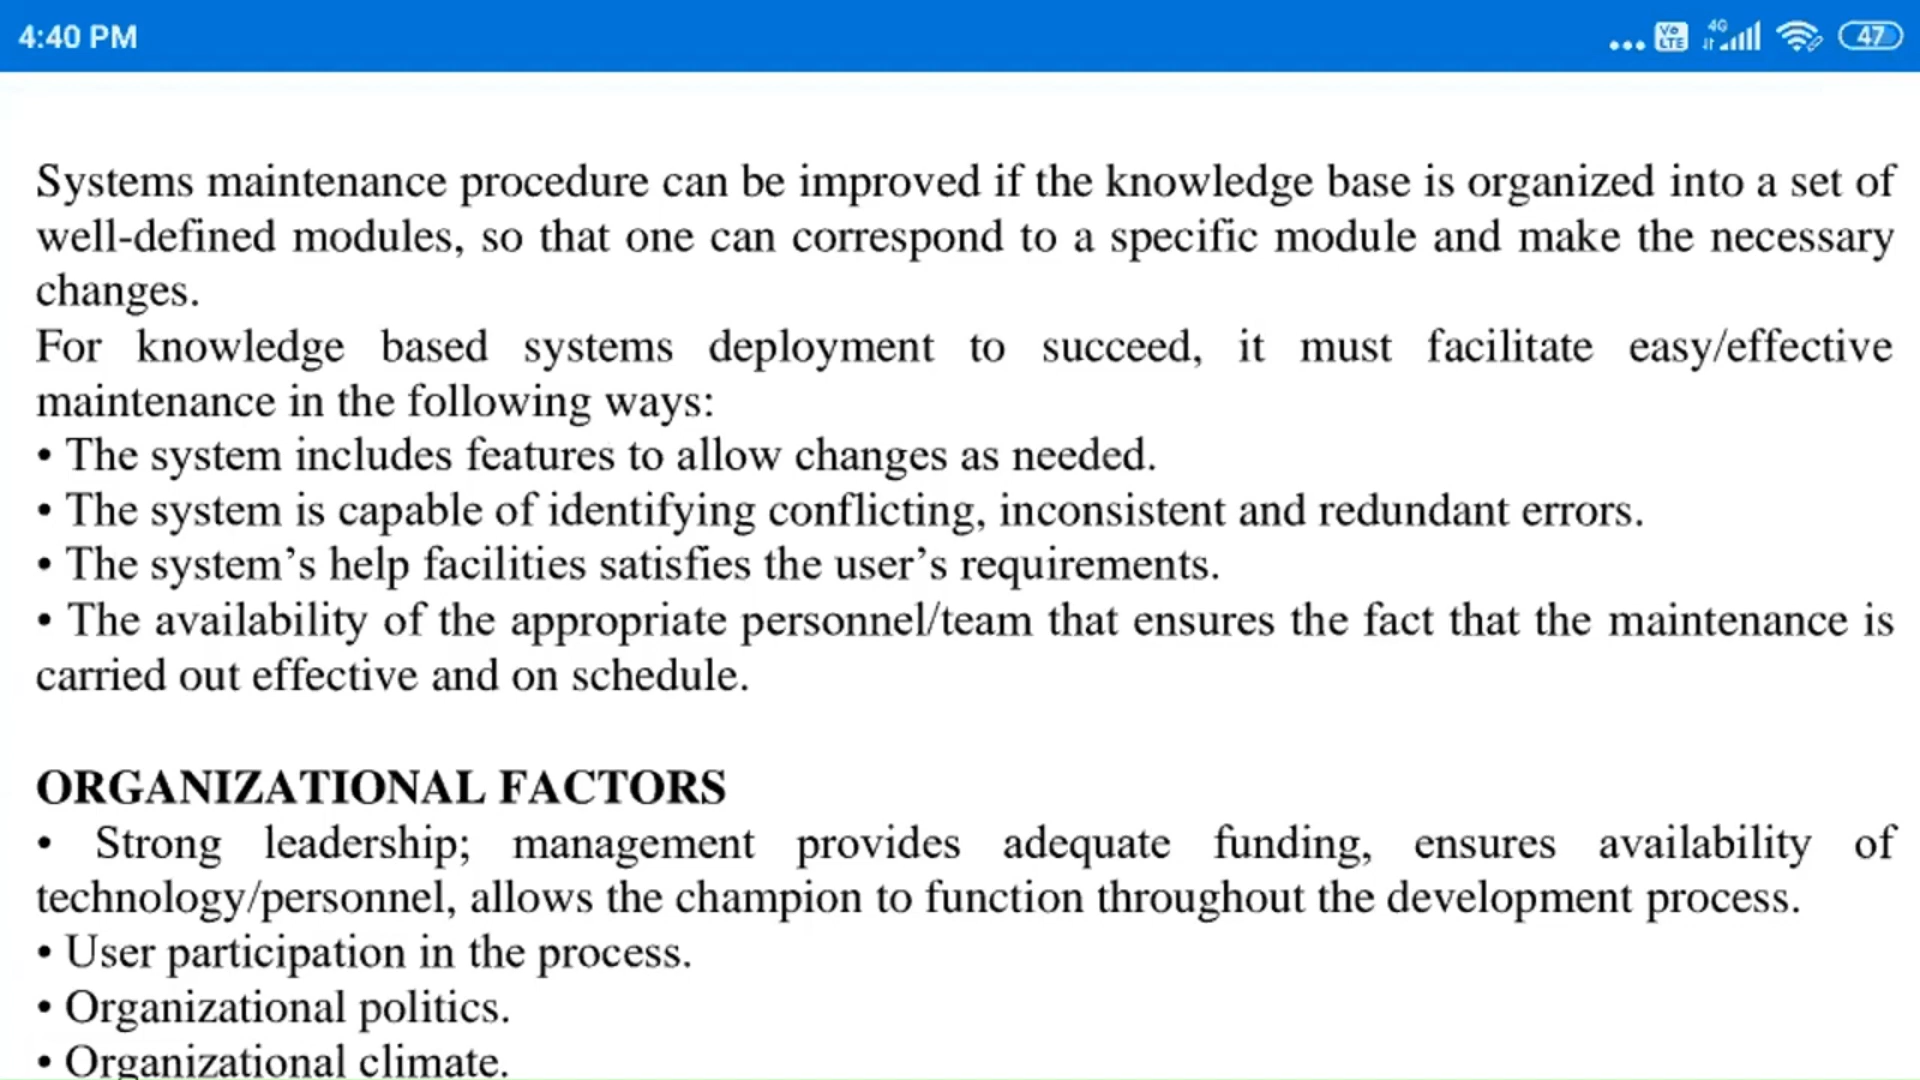 4:40 PM
... Vo LTE 4G 47
Systems maintenance procedure can be improved if the knowledge base is organized into a set of
well-defined modules, so that one can correspond to a specific module and make the necessary
changes.
For knowledge based systems deployment to succeed, it must facilitate easy/effective
maintenance in the following ways:
• The system includes features to allow changes as needed.
• The system is capable of identifying conflicting, inconsistent and redundant errors.
• The system’s help facilities satisfies the user’s requirements.
• The availability of the appropriate personnel/team that ensures the fact that the maintenance is
carried out effective and on schedule.
ORGANIZATIONAL FACTORS
• Strong leadership; management provides adequate funding, ensures availability of
technology/personnel, allows the champion to function throughout the development process.
• User participation in the process.
• Organizational politics.
• Organizational climate.